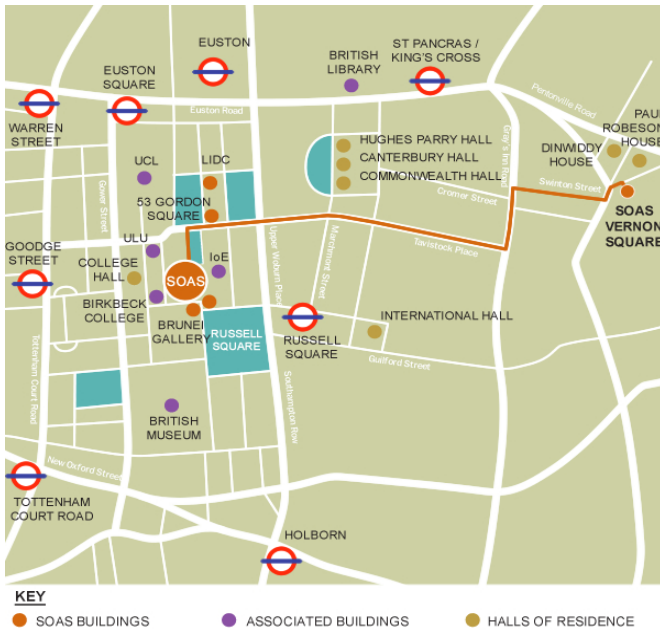 EUSTON
EUSTON
SQUARE
BRITISH
LIBRARY
ST PANCRAS /
KING'S CROSS
Euston Road
Pentonville Road
WARREN
STREET
PAUL
ROBESON
HOUSE
DINWIDDY
HOUSE
HUGHES PARRY HALL
CANTERBURY HALL
COMMONWEALTH HALL
Gray's Inn Road
UCL
LIDC
Gower Street
53 GORDON
SQUARE
Cromer Street
Swinton Street
SOAS
VERNON
SQUARE
Upper Woburn Place
Marchmont Street
Tavistock Place
ULU
GOODGE
STREET
COLLEGE
HALL
IoE
SOAS
BIRKBECK
COLLEGE
BRUNEI
GALLERY
RUSSELL
SQUARE
RUSSELL
SQUARE
INTERNATIONAL HALL
Guilford Street
Tottenham Court Road
Southampton Row
BRITISH
MUSEUM
New Oxford Street
TOTTENHAM
COURT ROAD
HOLBORN
KEY
SOAS BUILDINGS
ASSOCIATED BUILDINGS
HALLS OF RESIDENCE